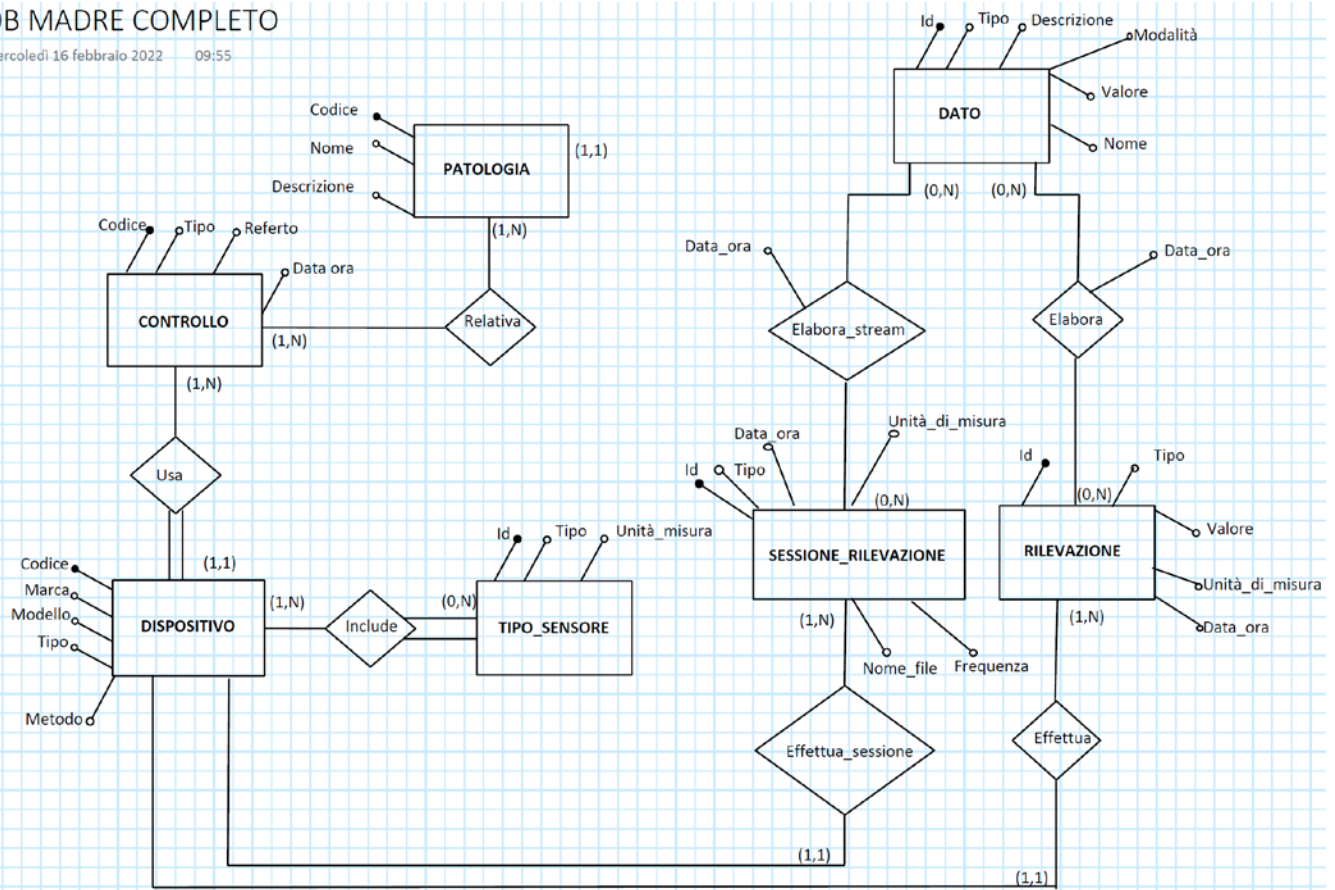 DB MADRE COMPLETO
ercoledì 16 febbraio 2022 09:55
Id
Tipo
Descrizione
Modalità
Valore
Nome
DATO
(0,N)
(0,N)
Codice
Nome
Descrizione
PATOLOGIA
(1,1)
(1,N)
Codice
Tipo
Referto
Data ora
CONTROLLO
(1,N)
(1,N)
Relativa
Data_ora
Elabora_stream
Data_ora
Elabora
Usa
Data_ora
Unità_di_misura
Id
Tipo
(0,N)
SESSIONE_RILEVAZIONE
(1,N)
Nome_file
Frequenza
Id
Tipo
(0,N)
RILEVAZIONE
Valore
Unità_di_misura
Data_ora
(1,N)
(1,1)
Codice
Marca
Modello
Tipo
Metodo
DISPOSITIVO
(1,N)
Include
(0,N)
Id
Tipo
Unità_misura
TIPO_SENSORE
Effettua_sessione
Effettua
(1,1)
(1,1)